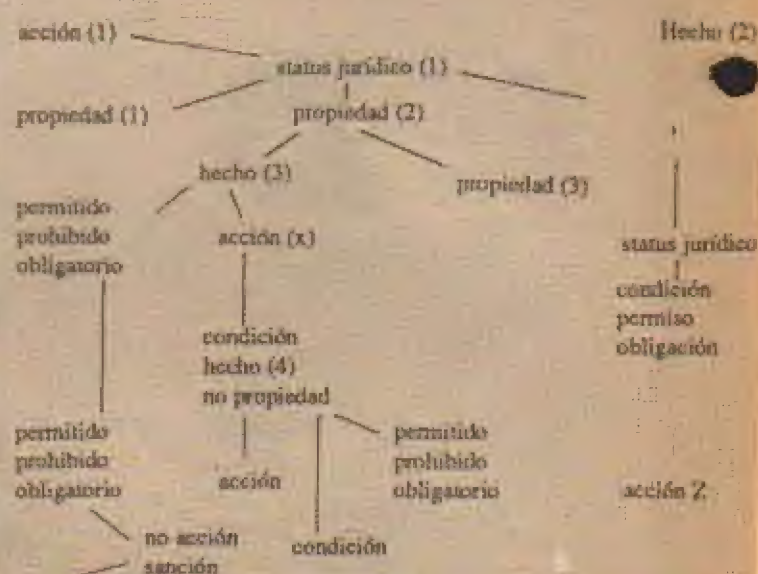 acción (1)
Hecho (2)
status jurídico (1)
propiedad (1)
propiedad (2)
hecho (3)
propiedad (3)
permitido
prohibido
obligatorio
acción (x)
status jurídico
condición
permiso
obligación
condición
hecho (4)
no propiedad
permitido
prohibido
obligatorio
acción
permitido
prohibido
obligatorio
acción Z
no acción
sanción
condición